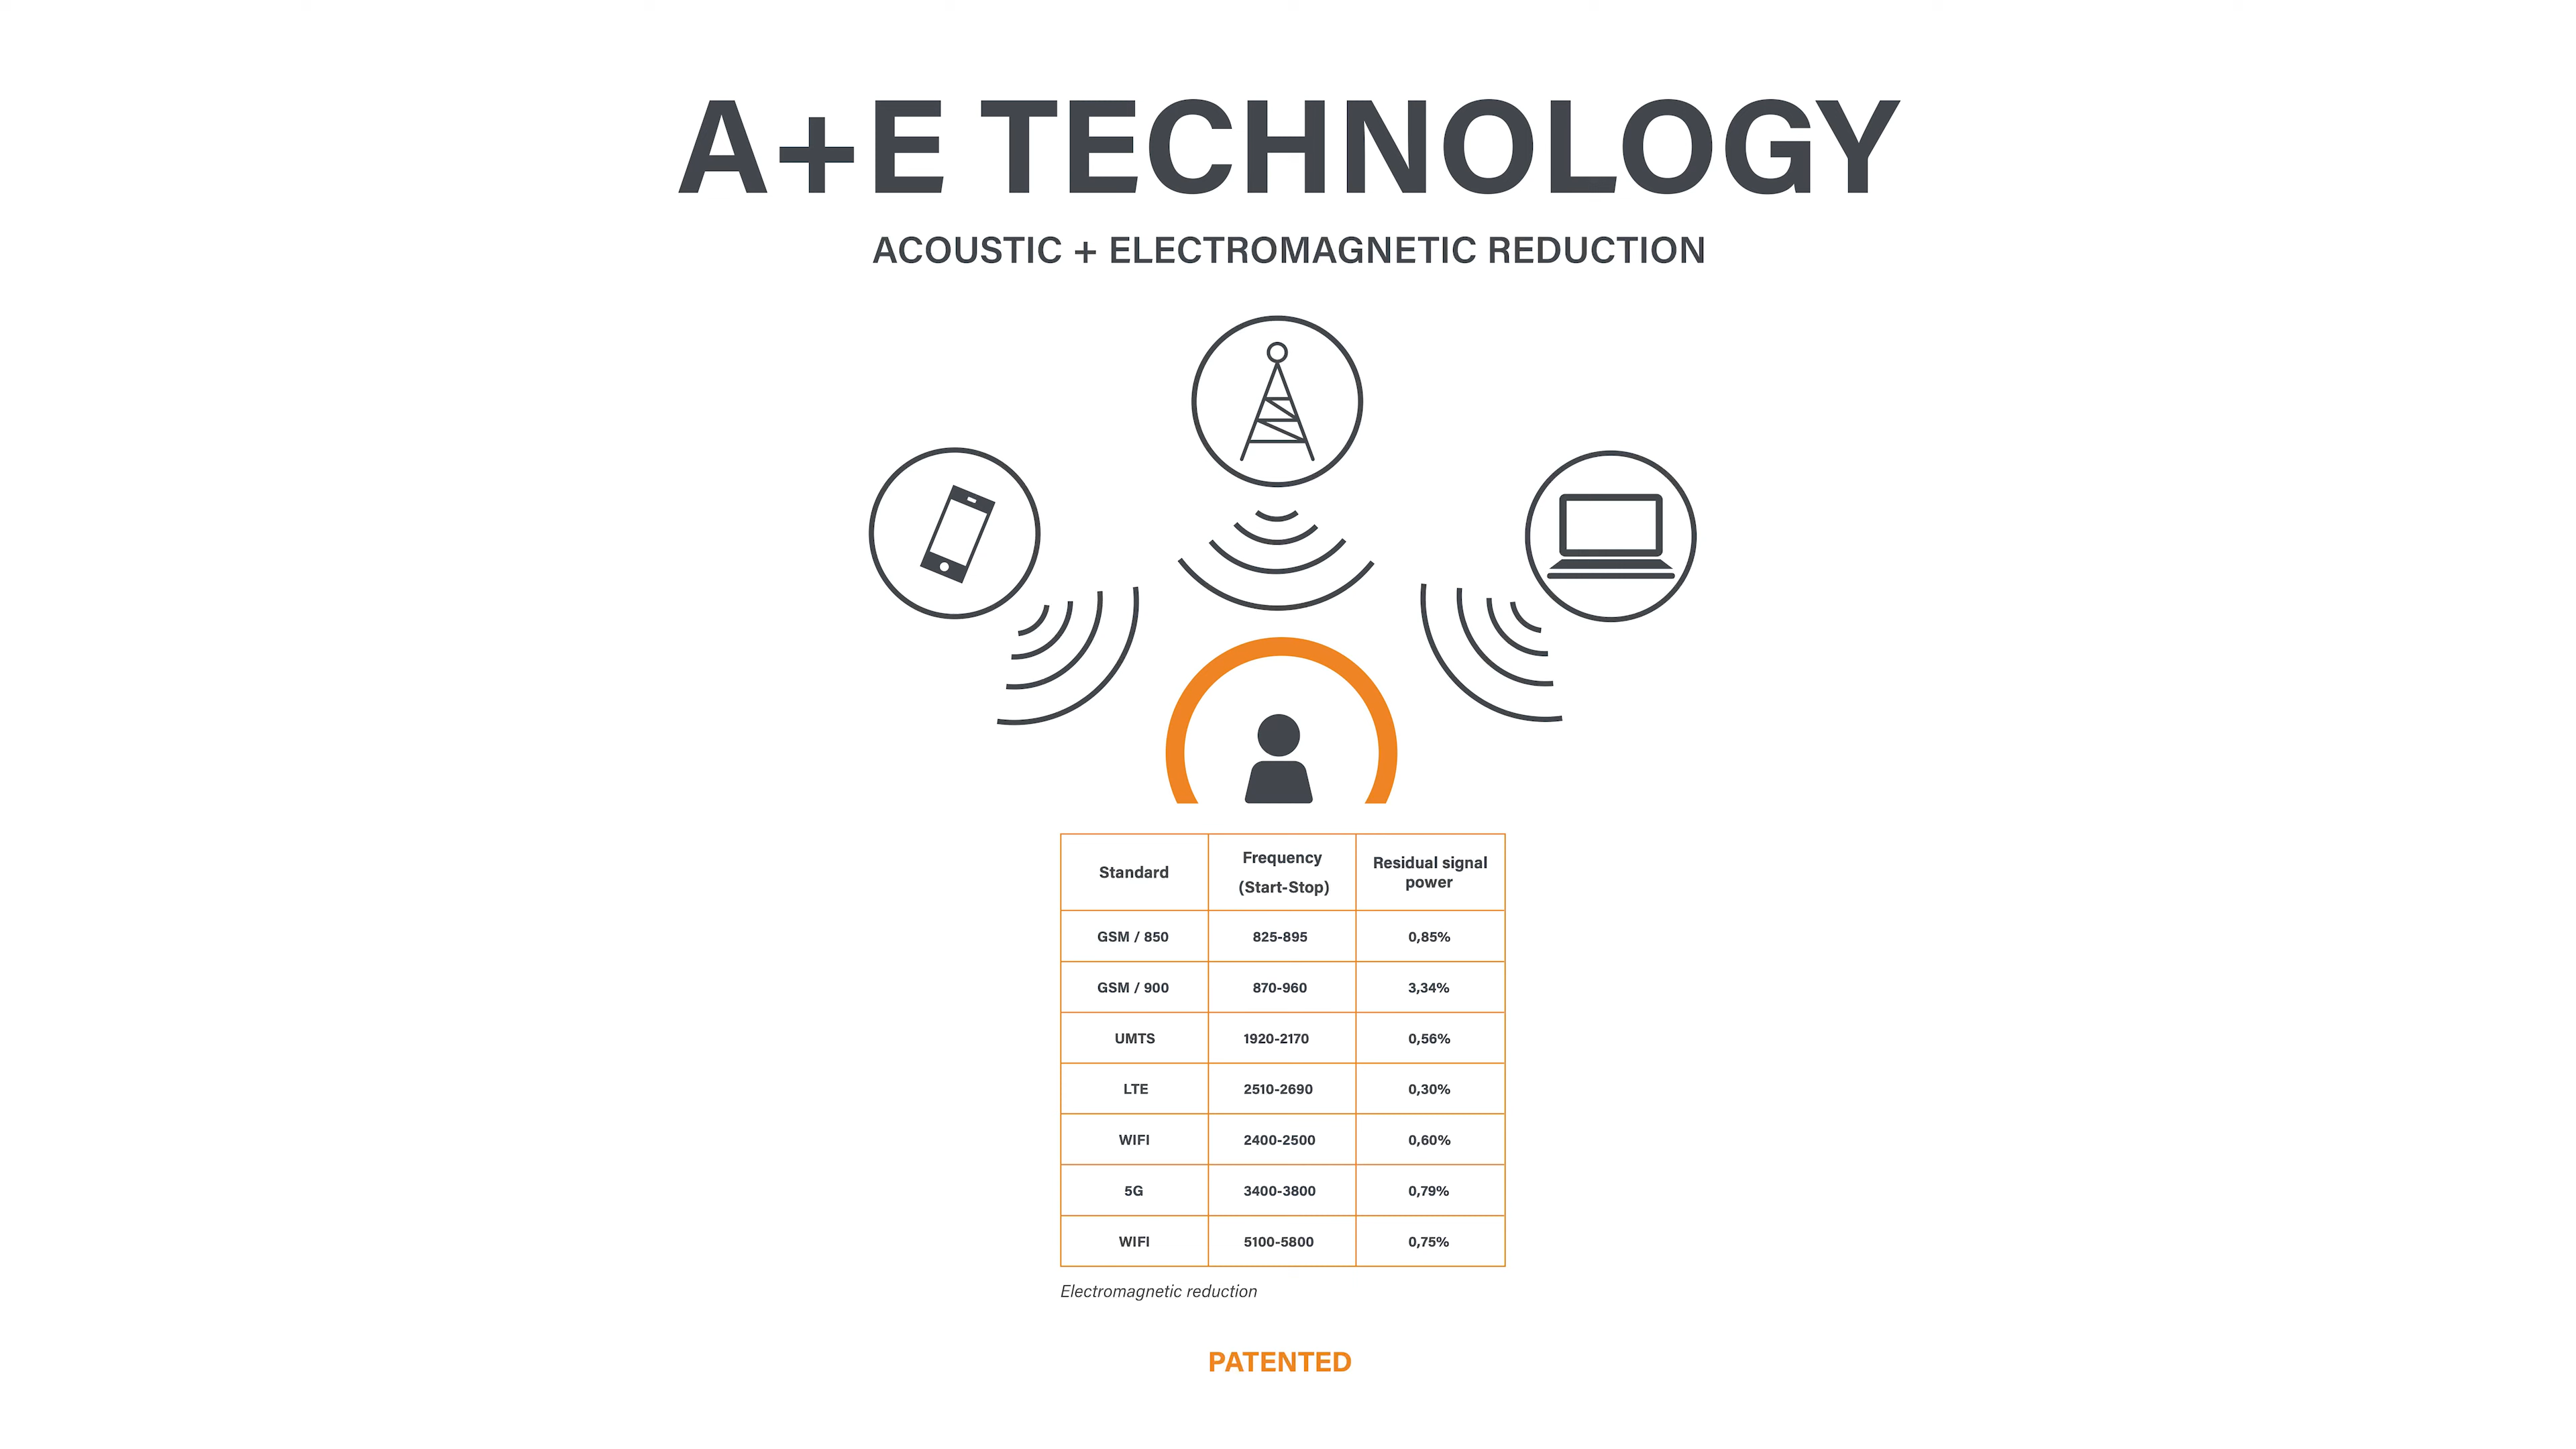 A+E TECHNOLOGY
ACOUSTIC + ELECTROMAGNETIC REDUCTION
Standard Frequency (Start-Stop) Residual signal power
GSM / 850 825-895 0,85%
GSM / 900 870-960 3,34%
UMTS 1920-2170 0,56%
LTE 2510-2690 0,30%
WIFI 2400-2500 0,60%
5G 3400-3800 0,79%
WIFI 5100-5800 0,75%
Electromagnetic reduction
PATENTED